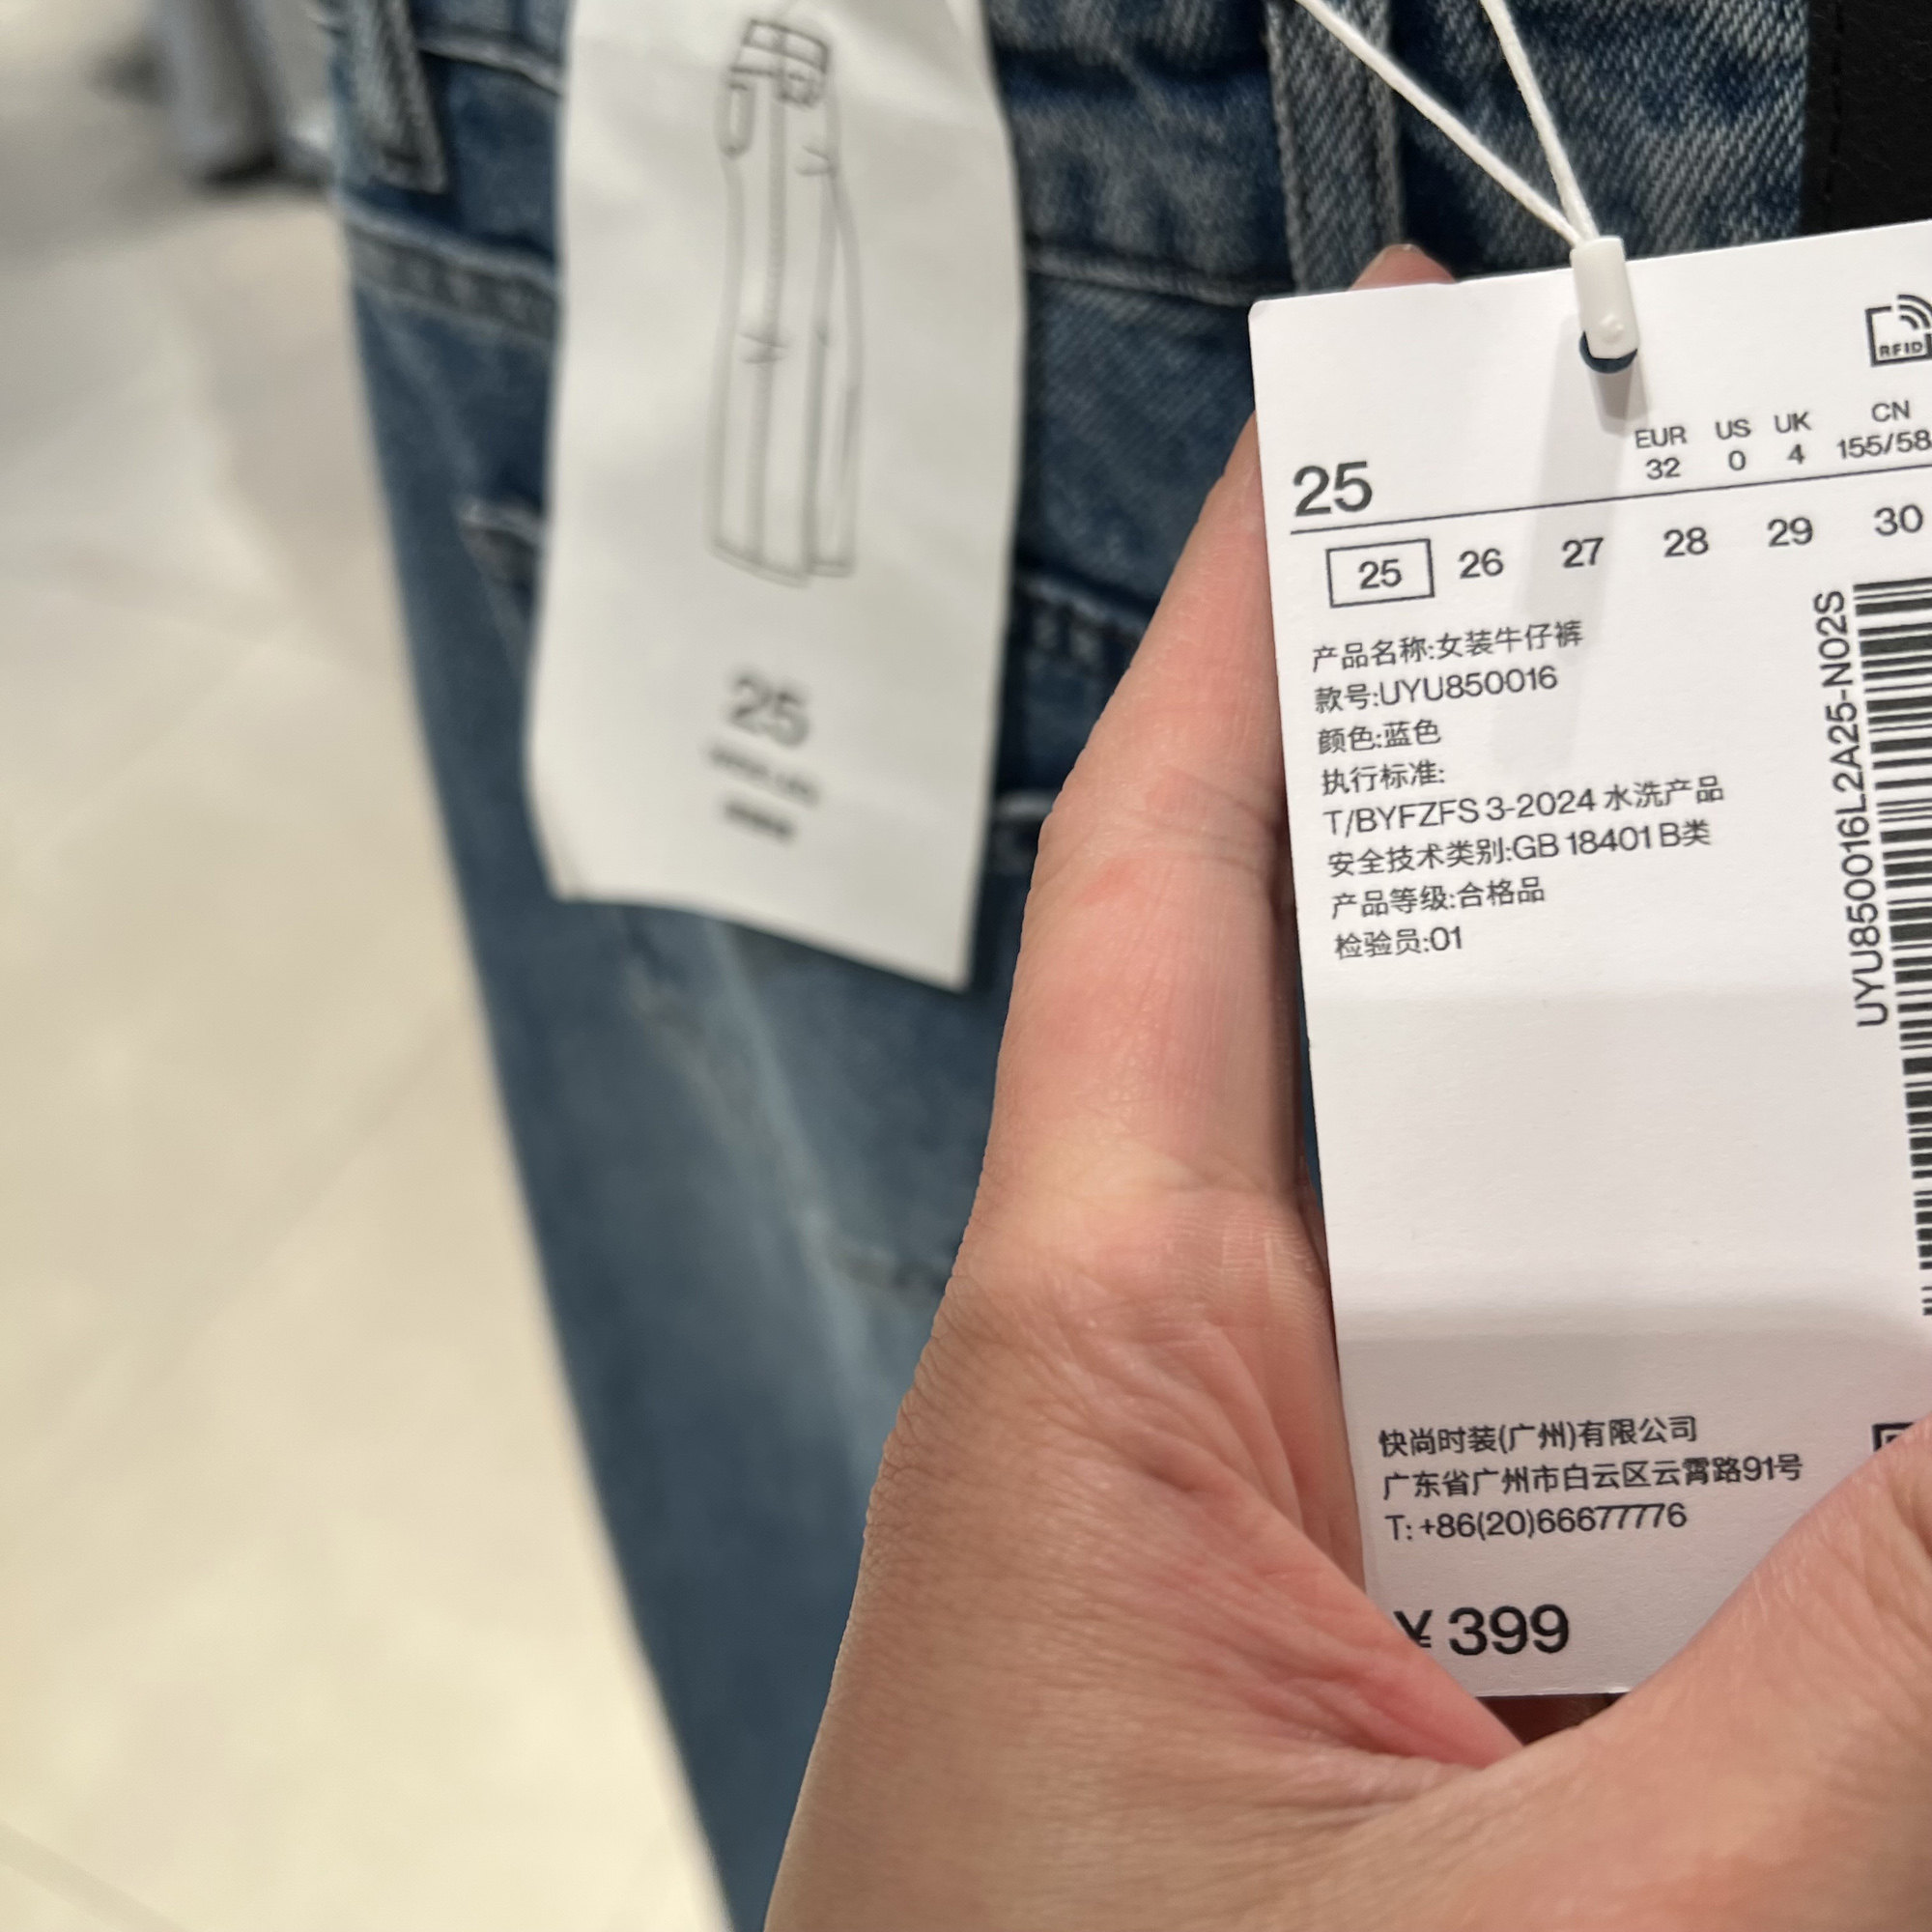 25
RFID
EUR US UK CN
32 0 4 155/58
25
25 26 27 28 29 30
产品名称:女装牛仔裤
款号:UYU850016
颜色:蓝色
执行标准:
T/BYFZFS 3-2024 水洗产品
安全技术类别:GB 18401 B类
产品等级:合格品
检验员:01
UYU850016L2A25-N02S
快尚时装(广州)有限公司
广东省广州市白云区云霄路91号
T: +86(20)66677776
¥ 399